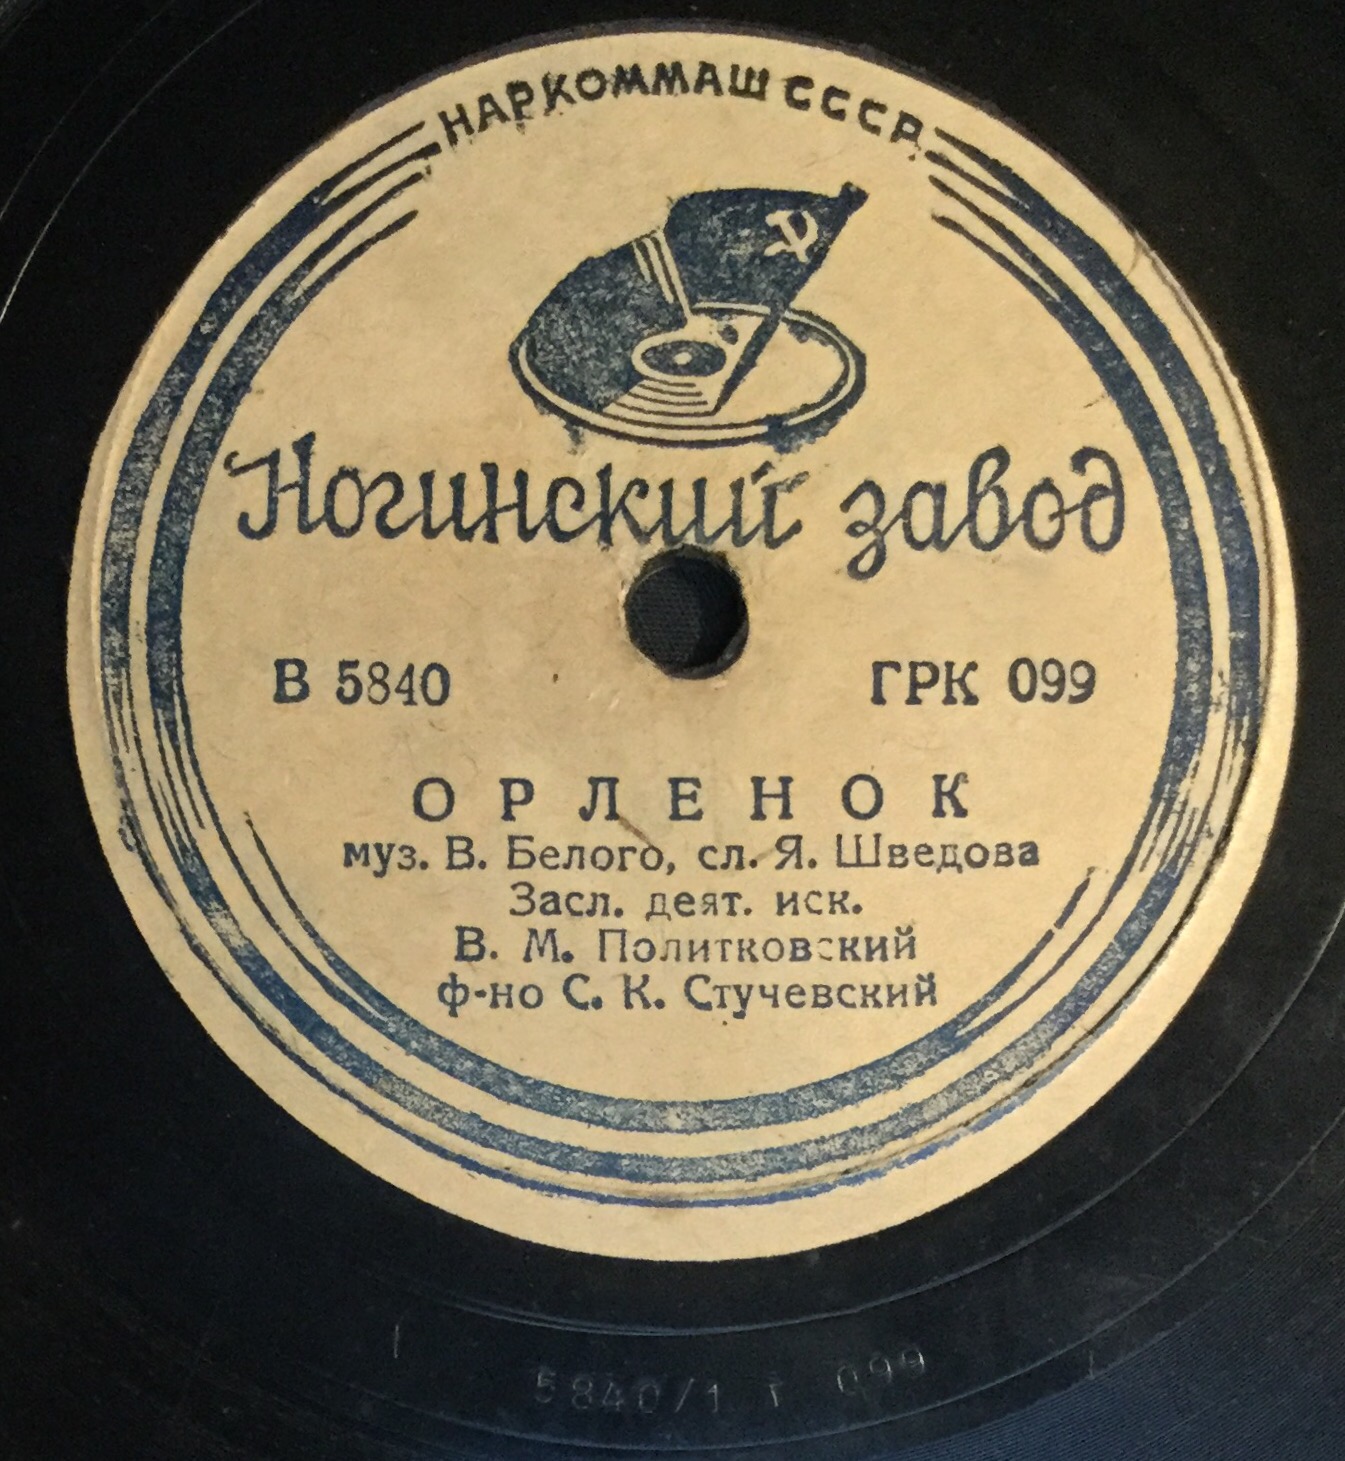 НАРКОММАШ СССР
Ногинский завод
В 5840 ГРК 099
ОРЛЕНОК
муз. В. Белого, сл. Я. Шведова
Засл. деят. иск.
В. М. Политковский
ф-но С. К. Стучевский
5840/1 г 099